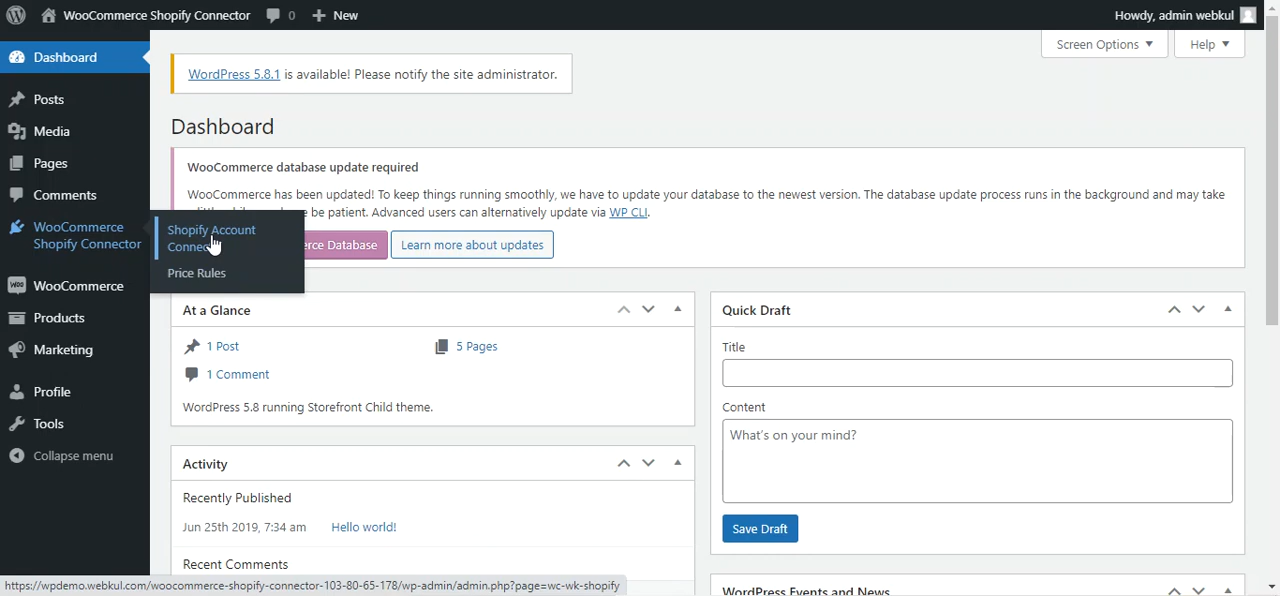 WooCommerce Shopify Connector 0 New Howdy, admin webkul
Screen Options Help
Dashboard
Posts
Media
Pages
Comments
WooCommerce
Shopify Connector
WooCommerce
Products
Marketing
Profile
Tools
Collapse menu
Shopify Account
Price Rules
WordPress 5.8.1 is available! Please notify the site administrator.
Dashboard
WooCommerce database update required
WooCommerce has been updated! To keep things running smoothly, we have to update your database to the newest version. The database update process runs in the background and may take
be patient. Advanced users can alternatively update via WP CLI.
Database Learn more about updates
At a Glance
1 Post 5 Pages
1 Comment
WordPress 5.8 running Storefront Child theme.
Activity
Recently Published
Jun 25th 2019, 7:34 am Hello world!
Recent Comments
Quick Draft
Title
Content
What's on your mind?
Save Draft
WordPress Events and News
https://wpdemo.webkul.com/woocommerce-shopify-connector-103-80-65-178/wp-admin/admin.php?page=wc-wk-shopify